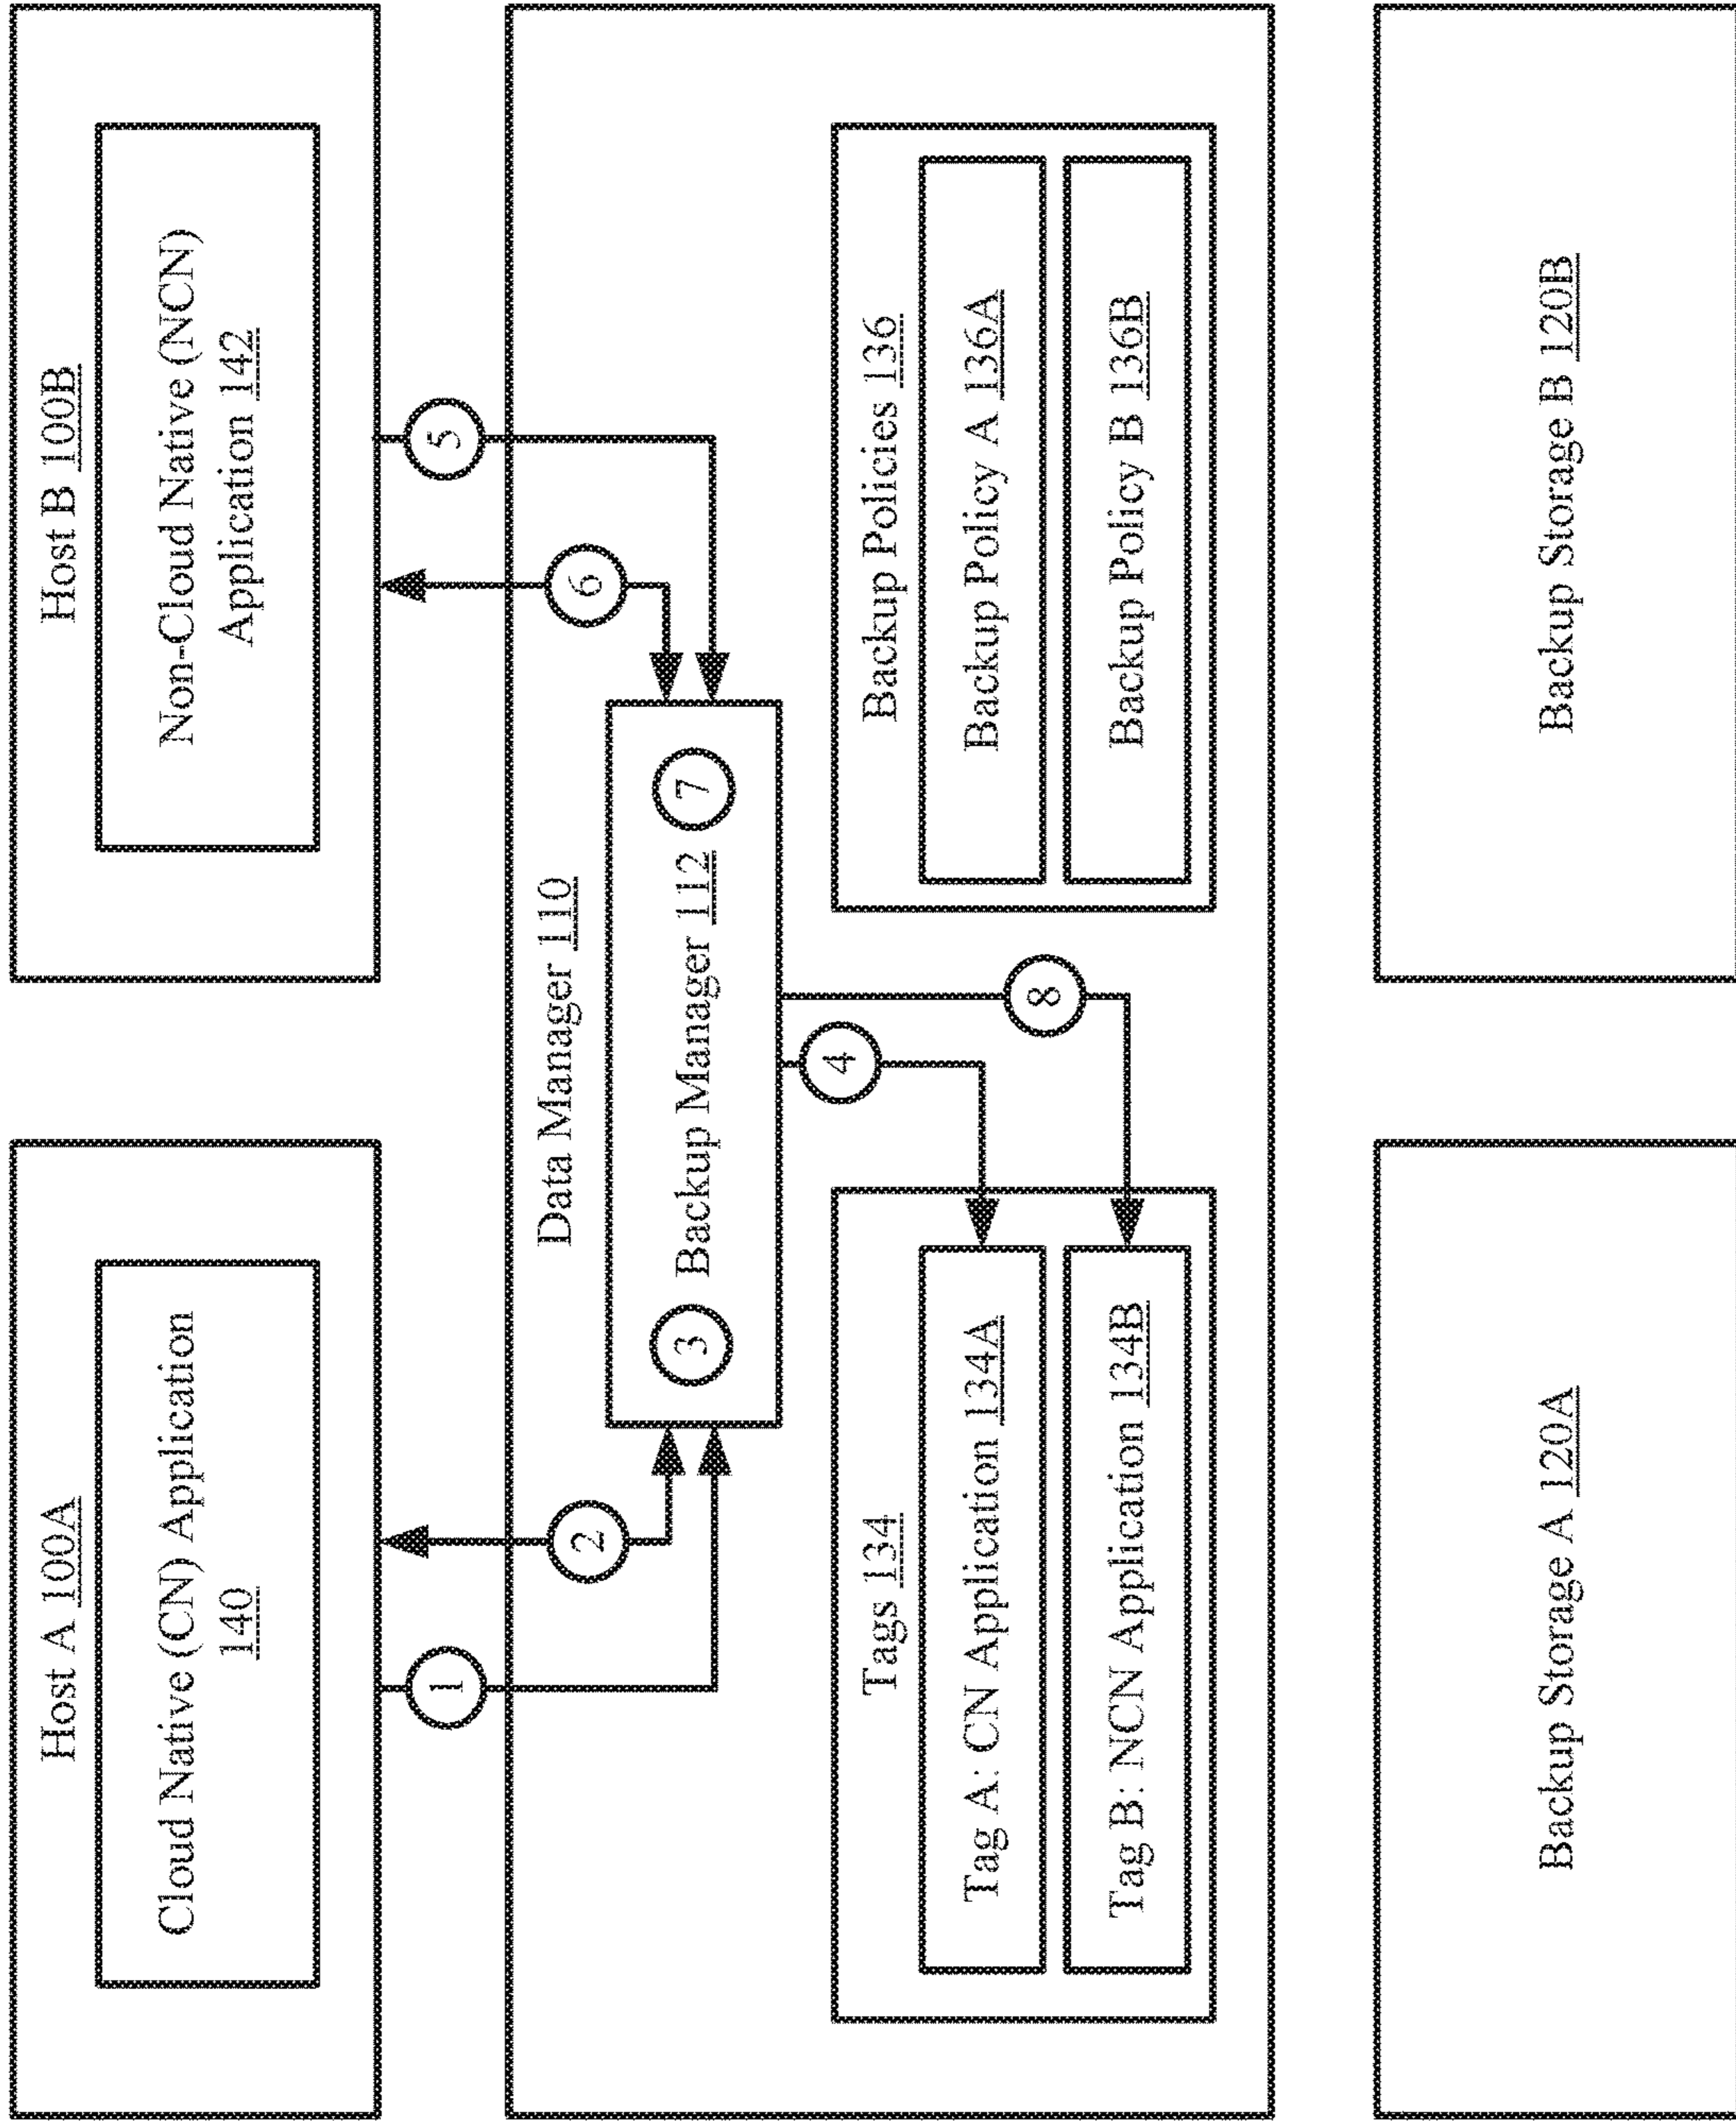 Host A 100A
Cloud Native (CN) Application
140
Host B 100B
Non-Cloud Native (NCN)
Application 142
1
2
5
6
Data Manager 110
3
Backup Manager 112
7
4
8
Tags 134
Tag A: CN Application 134A
Tag B: NCN Application 134B
Backup Policies 136
Backup Policy A 136A
Backup Policy B 136B
Backup Storage A 120A
Backup Storage B 120B